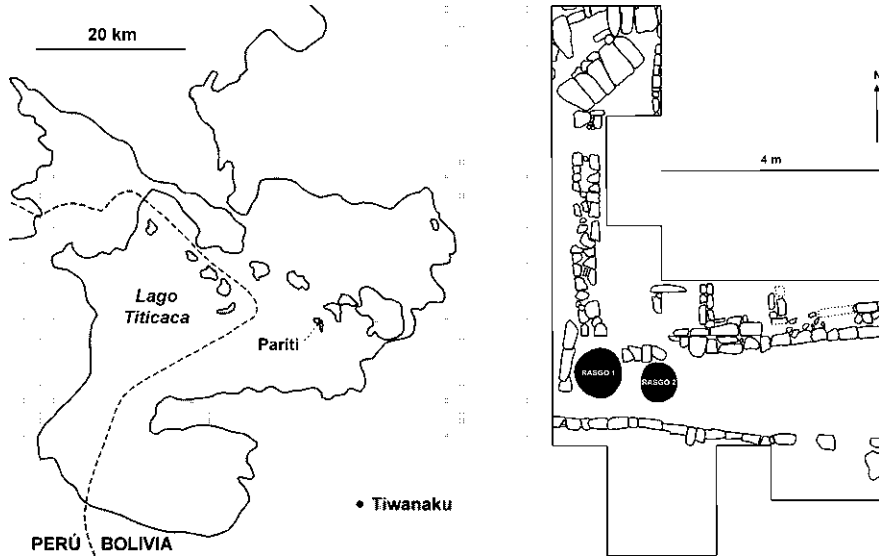 20 km
Lago
Titicaca
Pariti
Tiwanaku
PERÚ BOLIVIA
N
4 m
RASGO 1
RASGO 2